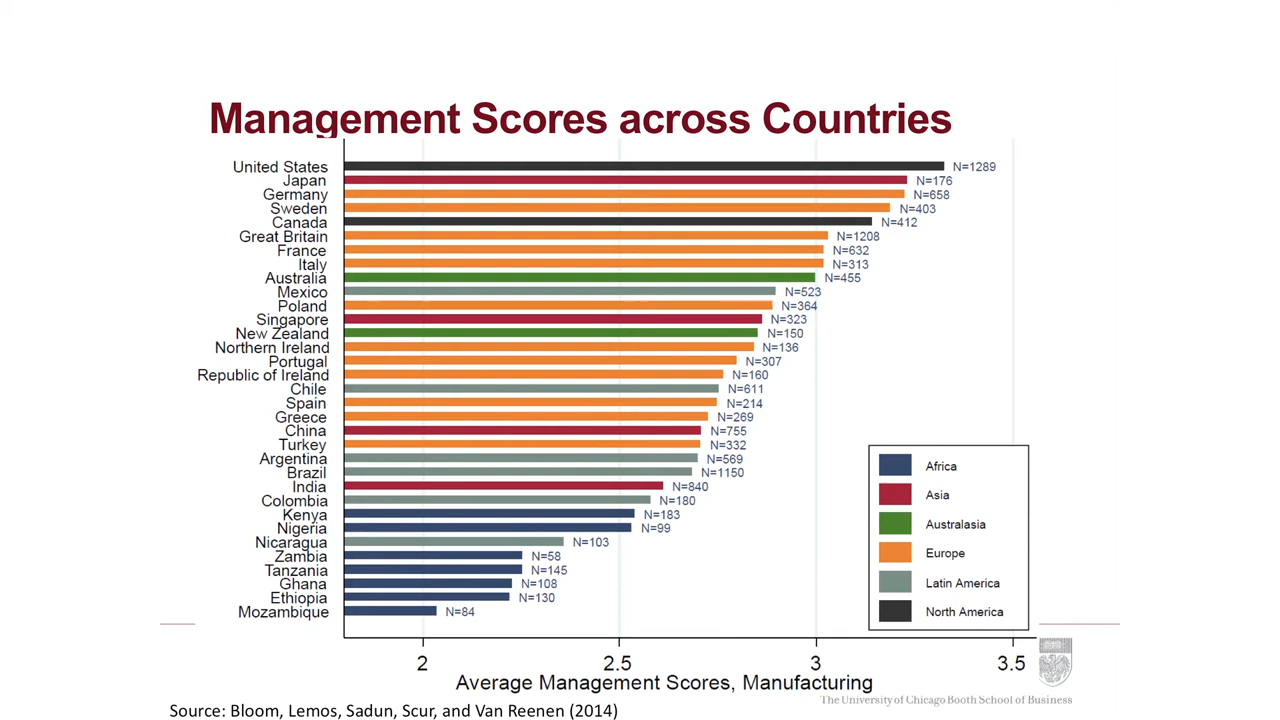 Management Scores across Countries
United States N=1289
Japan N=176
Germany N=658
Sweden N=403
Canada N=412
Great Britain N=1208
France N=632
Italy N=313
Australia N=455
Mexico N=523
Poland N=364
Singapore N=323
New Zealand N=150
Northern Ireland N=136
Portugal N=307
Republic of Ireland N=160
Chile N=611
Spain N=214
Greece N=269
China N=755
Turkey N=332
Argentina N=569
Brazil N=1150
India N=840
Colombia N=180
Kenya N=183
Nigeria N=99
Nicaragua N=103
Zambia N=58
Tanzania N=145
Ghana N=108
Ethiopia N=130
Mozambique N=84
Africa
Asia
Australasia
Europe
Latin America
North America
2 2.5 3 3.5
Average Management Scores, Manufacturing
The University of Chicago Booth School of Business
Source: Bloom, Lemos, Sadun, Scur, and Van Reenen (2014)